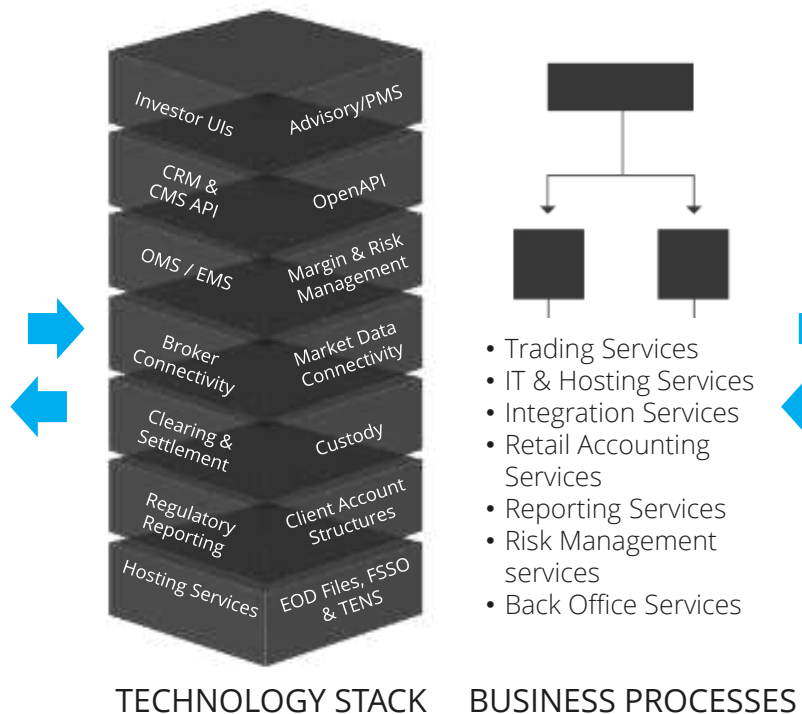 Investor UIs
Advisory/PMS
CRM &
CMS API
OpenAPI
OMS / EMS
Margin & Risk
Management
Broker
Connectivity
Market Data
Connectivity
Clearing &
Settlement
Custody
Regulatory
Reporting
Client Account
Structures
Hosting Services
EOD Files, FSSO
& TENS
TECHNOLOGY STACK
• Trading Services
• IT & Hosting Services
• Integration Services
• Retail Accounting
Services
• Reporting Services
• Risk Management
services
• Back Office Services
BUSINESS PROCESSES